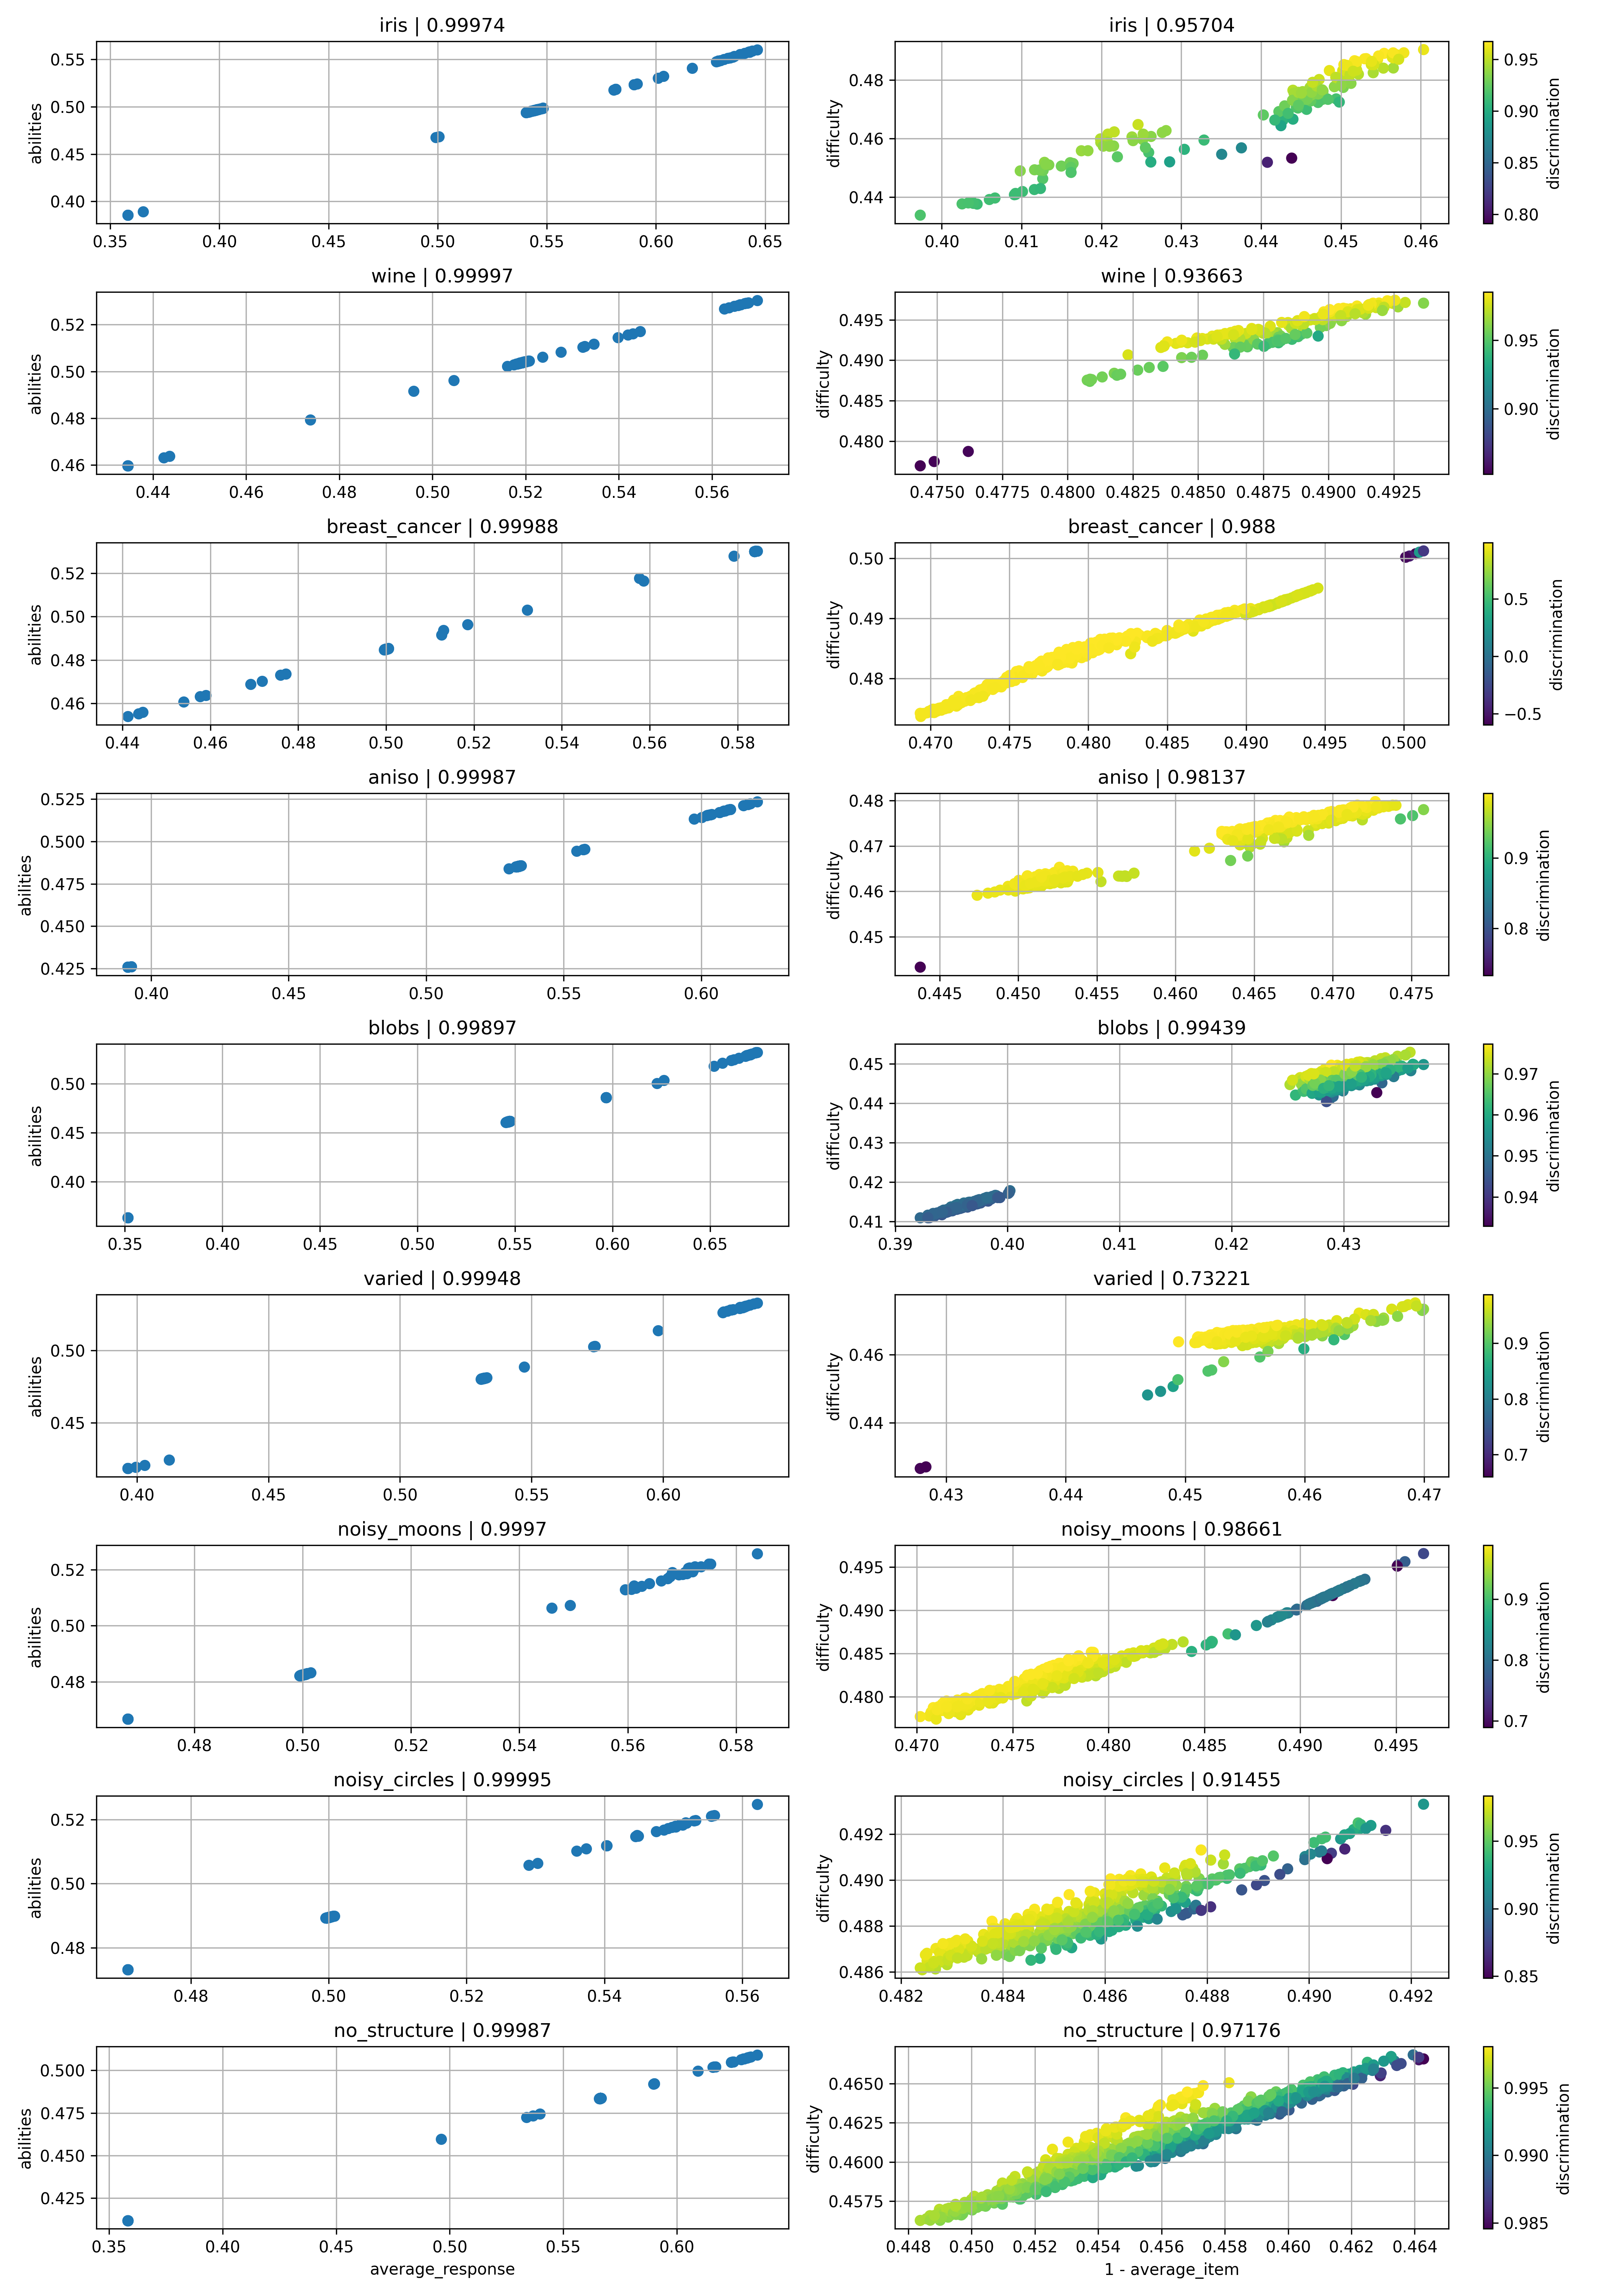 iris | 0.99974
abilities
0.55
0.50
0.45
0.40
0.35 0.40 0.45 0.50 0.55 0.60 0.65
iris | 0.95704
difficulty
0.48
0.46
0.44
0.40 0.41 0.42 0.43 0.44 0.45 0.46
0.95
0.90
0.85
0.80
discrimination
wine | 0.99997
abilities
0.52
0.50
0.48
0.46
0.44 0.46 0.48 0.50 0.52 0.54 0.56
wine | 0.93663
difficulty
0.495
0.490
0.485
0.480
0.4750 0.4775 0.4800 0.4825 0.4850 0.4875 0.4900 0.4925
0.95
0.90
discrimination
breast_cancer | 0.99988
abilities
0.52
0.50
0.48
0.46
0.44 0.46 0.48 0.50 0.52 0.54 0.56 0.58
breast_cancer | 0.988
difficulty
0.50
0.49
0.48
0.470 0.475 0.480 0.485 0.490 0.495 0.500
0.5
0.0
−0.5
discrimination
aniso | 0.99987
abilities
0.525
0.500
0.475
0.450
0.425
0.40 0.45 0.50 0.55 0.60
aniso | 0.98137
difficulty
0.48
0.47
0.46
0.45
0.445 0.450 0.455 0.460 0.465 0.470 0.475
0.9
0.8
discrimination
blobs | 0.99897
abilities
0.50
0.45
0.40
0.35 0.40 0.45 0.50 0.55 0.60 0.65
blobs | 0.99439
difficulty
0.45
0.44
0.43
0.42
0.41
0.39 0.40 0.41 0.42 0.43
0.97
0.96
0.95
0.94
discrimination
varied | 0.99948
abilities
0.50
0.45
0.40 0.45 0.50 0.55 0.60
varied | 0.73221
difficulty
0.46
0.44
0.43 0.44 0.45 0.46 0.47
0.9
0.8
0.7
discrimination
noisy_moons | 0.9997
abilities
0.52
0.50
0.48
0.48 0.50 0.52 0.54 0.56 0.58
noisy_moons | 0.98661
difficulty
0.495
0.490
0.485
0.480
0.470 0.475 0.480 0.485 0.490 0.495
0.9
0.8
0.7
discrimination
noisy_circles | 0.99995
abilities
0.52
0.50
0.48
0.48 0.50 0.52 0.54 0.56
noisy_circles | 0.91455
difficulty
0.492
0.490
0.488
0.486
0.482 0.484 0.486 0.488 0.490 0.492
0.95
0.90
0.85
discrimination
no_structure | 0.99987
abilities
0.500
0.475
0.450
0.425
0.35 0.40 0.45 0.50 0.55 0.60
average_response
no_structure | 0.97176
difficulty
0.4650
0.4625
0.4600
0.4575
0.448 0.450 0.452 0.454 0.456 0.458 0.460 0.462 0.464
1 - average_item
0.995
0.990
0.985
discrimination